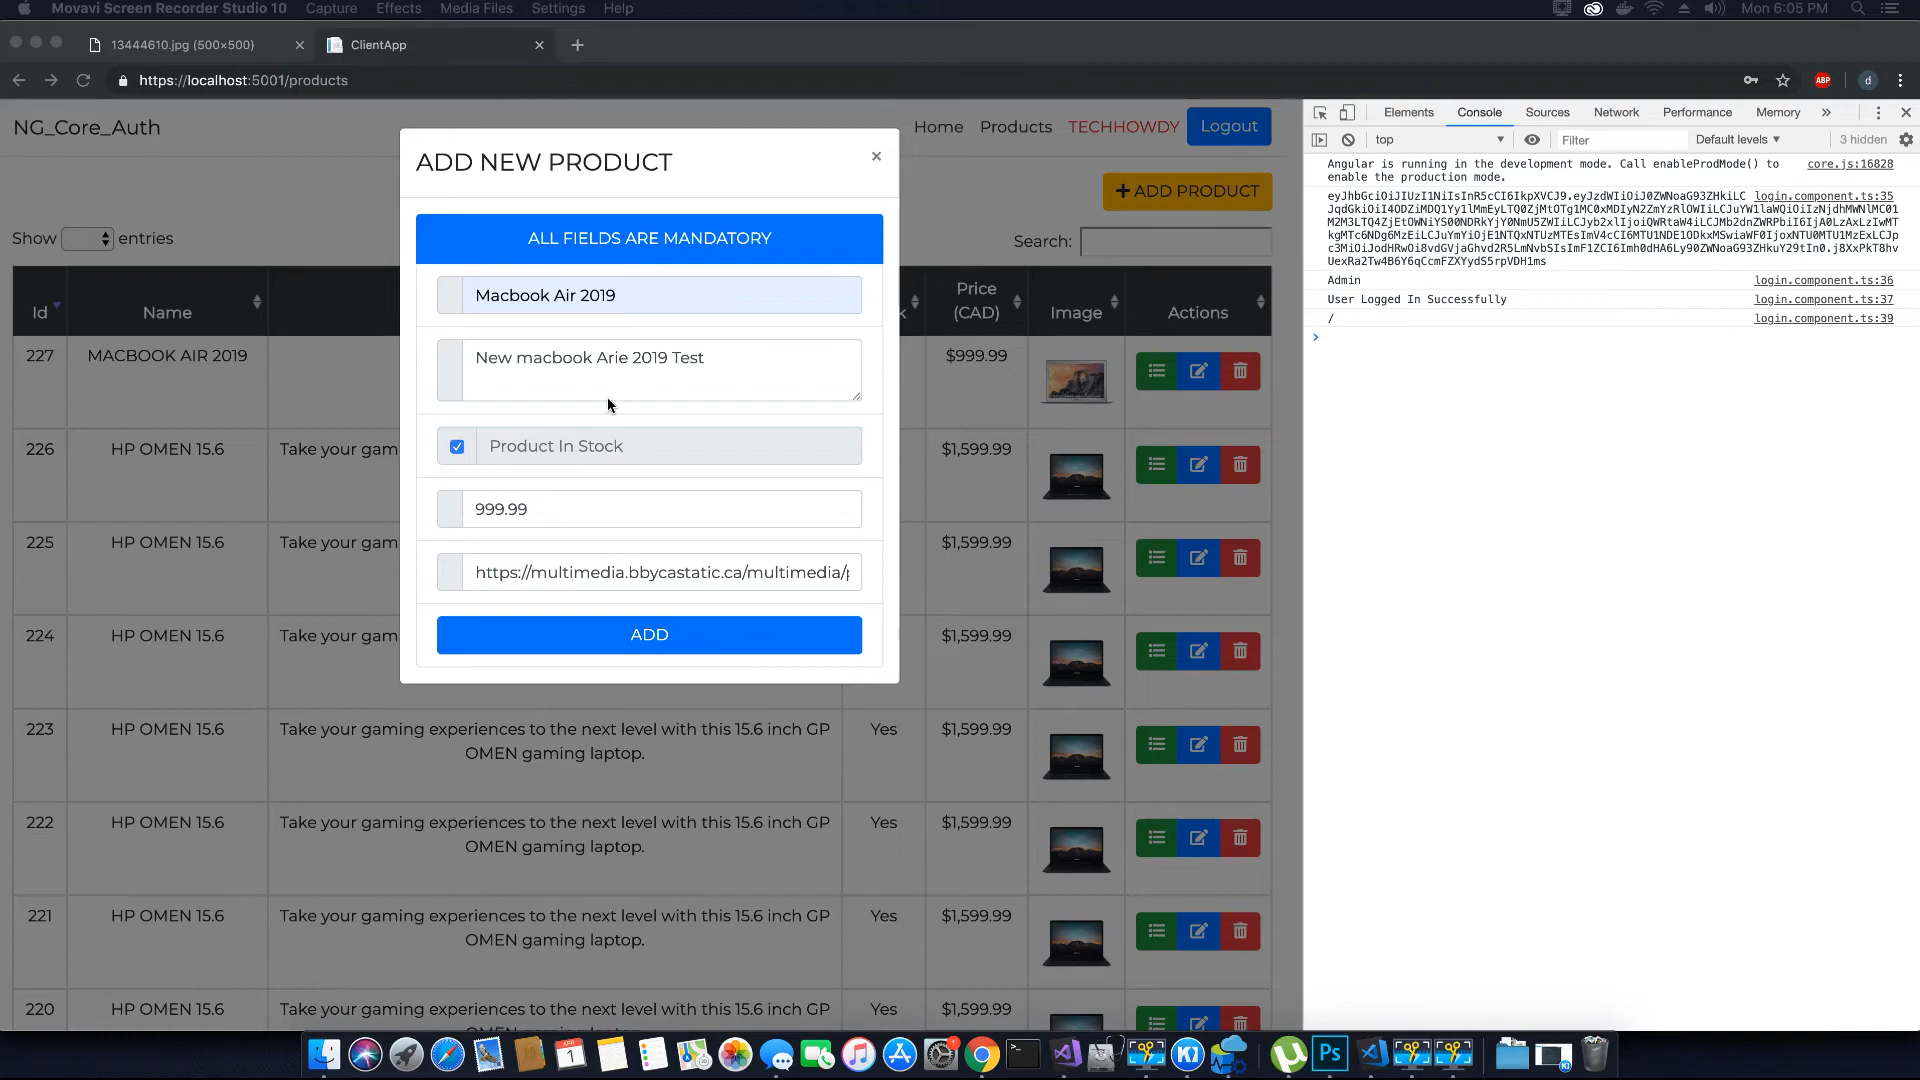 Movavi Screen Recorder Studio 10 Capture Effects Media Files Settings Help Mon 6:05 PM
13444610.jpg (500×500) ClientApp
https://localhost:5001/products ABP d
NG_Core_Auth Home Products TECHHOWDY Logout
ADD PRODUCT
Show entries Search:
Id Name k Price (CAD) Image Actions
227 MACBOOK AIR 2019 $999.99
226 HP OMEN 15.6 Take your gam $1,599.99
225 HP OMEN 15.6 Take your gam $1,599.99
224 HP OMEN 15.6 Take your gam $1,599.99
223 HP OMEN 15.6 Take your gaming experiences to the next level with this 15.6 inch GP Yes $1,599.99
OMEN gaming laptop.
222 HP OMEN 15.6 Take your gaming experiences to the next level with this 15.6 inch GP Yes $1,599.99
OMEN gaming laptop.
221 HP OMEN 15.6 Take your gaming experiences to the next level with this 15.6 inch GP Yes $1,599.99
OMEN gaming laptop.
220 HP OMEN 15.6 Take your gaming experiences to the next level with this 15.6 inch GP Yes $1,599.99
ADD NEW PRODUCT ×
ALL FIELDS ARE MANDATORY
Macbook Air 2019
New macbook Arie 2019 Test
Product In Stock
999.99
https://multimedia.bbycastatic.ca/multimedia/
ADD
Elements Console Sources Network Performance Memory
top Filter Default levels 3 hidden
Angular is running in the development mode. Call enableProdMode() to core.js:16828
enable the production mode.
login.component.ts:35
Admin login.component.ts:36
User Logged In Successfully login.component.ts:37
/ login.component.ts:39